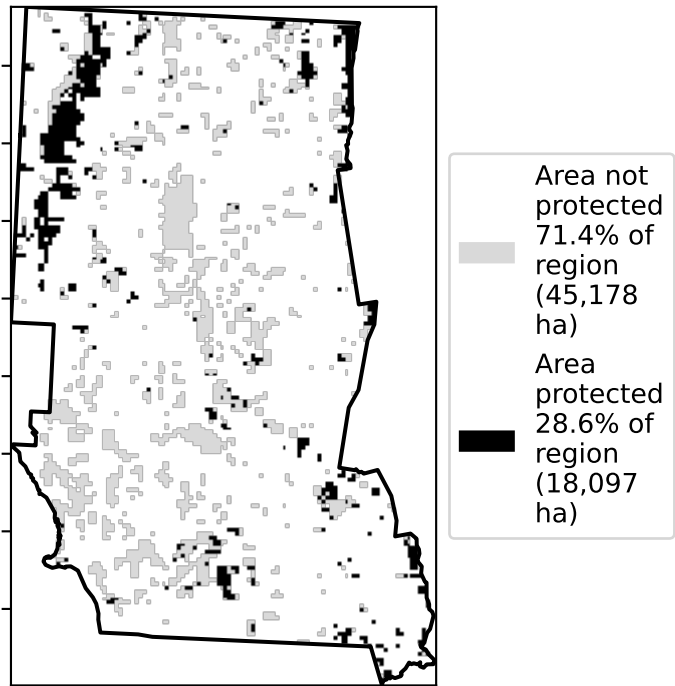 Area not
protected
71.4% of
region
(45,178
ha)
Area
protected
28.6% of
region
(18,097
ha)